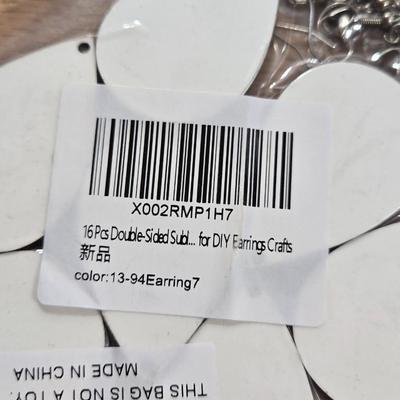 X002RMP1H7
16 Pcs Double-Sided Subl... for DIY Earrings Crafts
新品
color:13-94Earring7
THIS BAG IS NOT A TOY.
MADE IN CHINA